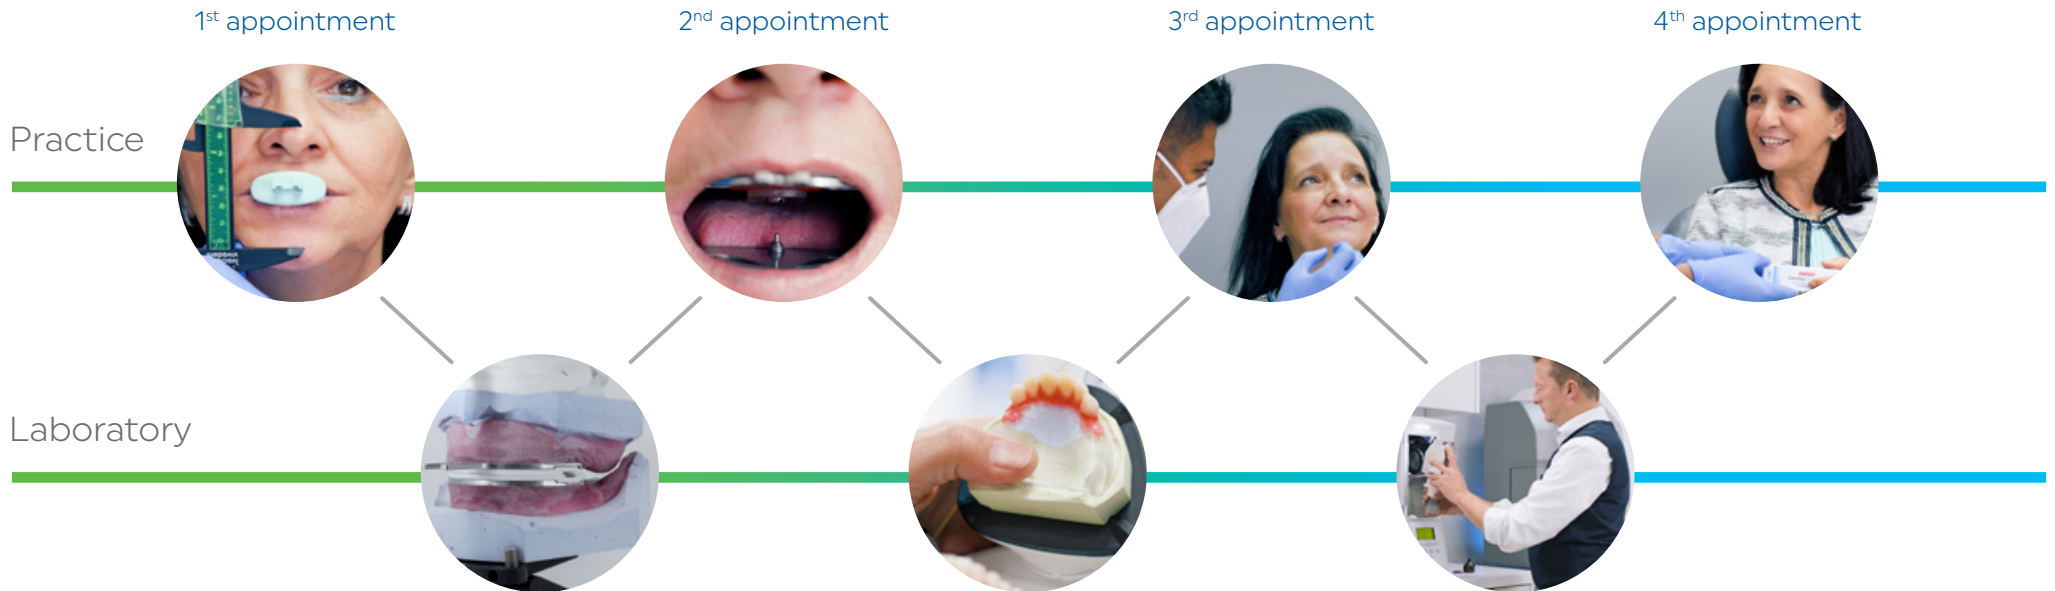 1st appointment
2nd appointment
3rd appointment
4th appointment
Practice
Laboratory